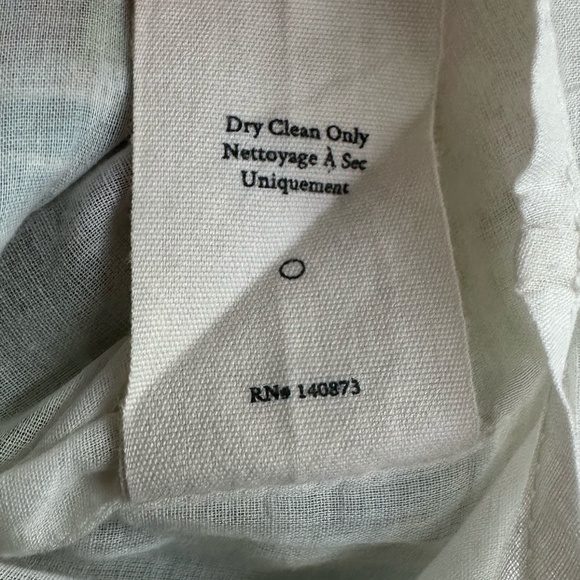 Dry Clean Only
Nettoyage À Sec
Uniquement
RN# 140873